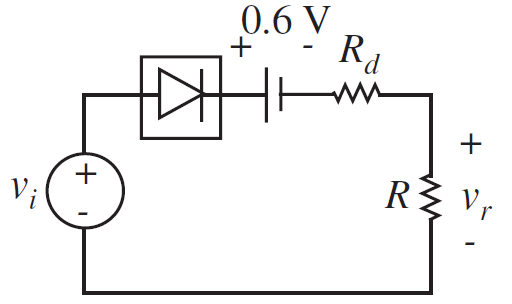 0.6 V
+ -
R_d
+
v_i
-
+
R v_r
-